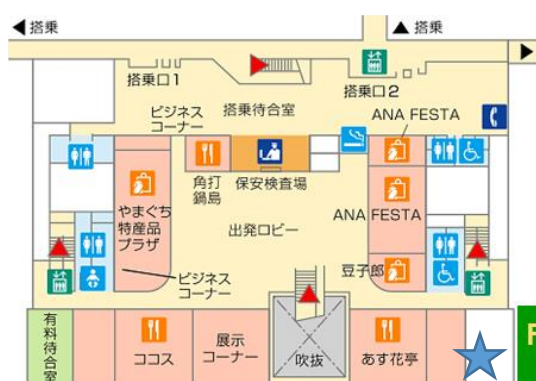 搭乗
搭乗
搭乗口1
搭乗口2
ビジネス
コーナー
搭乗待合室
ANA FESTA
角打
鍋島
保安検査場
やまぐち
特産品
プラザ
ANA FESTA
出発ロビー
豆子郎
ビジネス
コーナー
有料待合室
ココス
展示
コーナー
吹抜
あす花亭
F